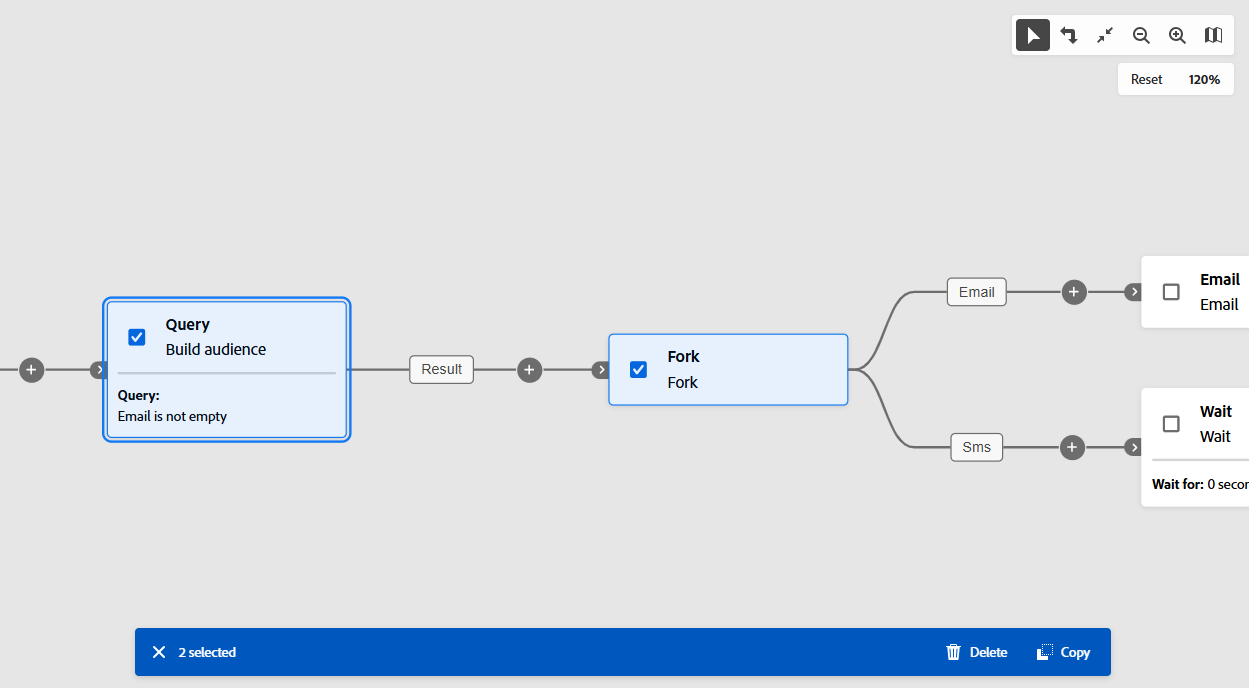 Reset 120%
Query
Build audience
Query:
Email is not empty
Result
Fork
Fork
Email
Sms
Email
Email
Wait
Wait
Wait for: 0 secon
2 selected
Delete
Copy